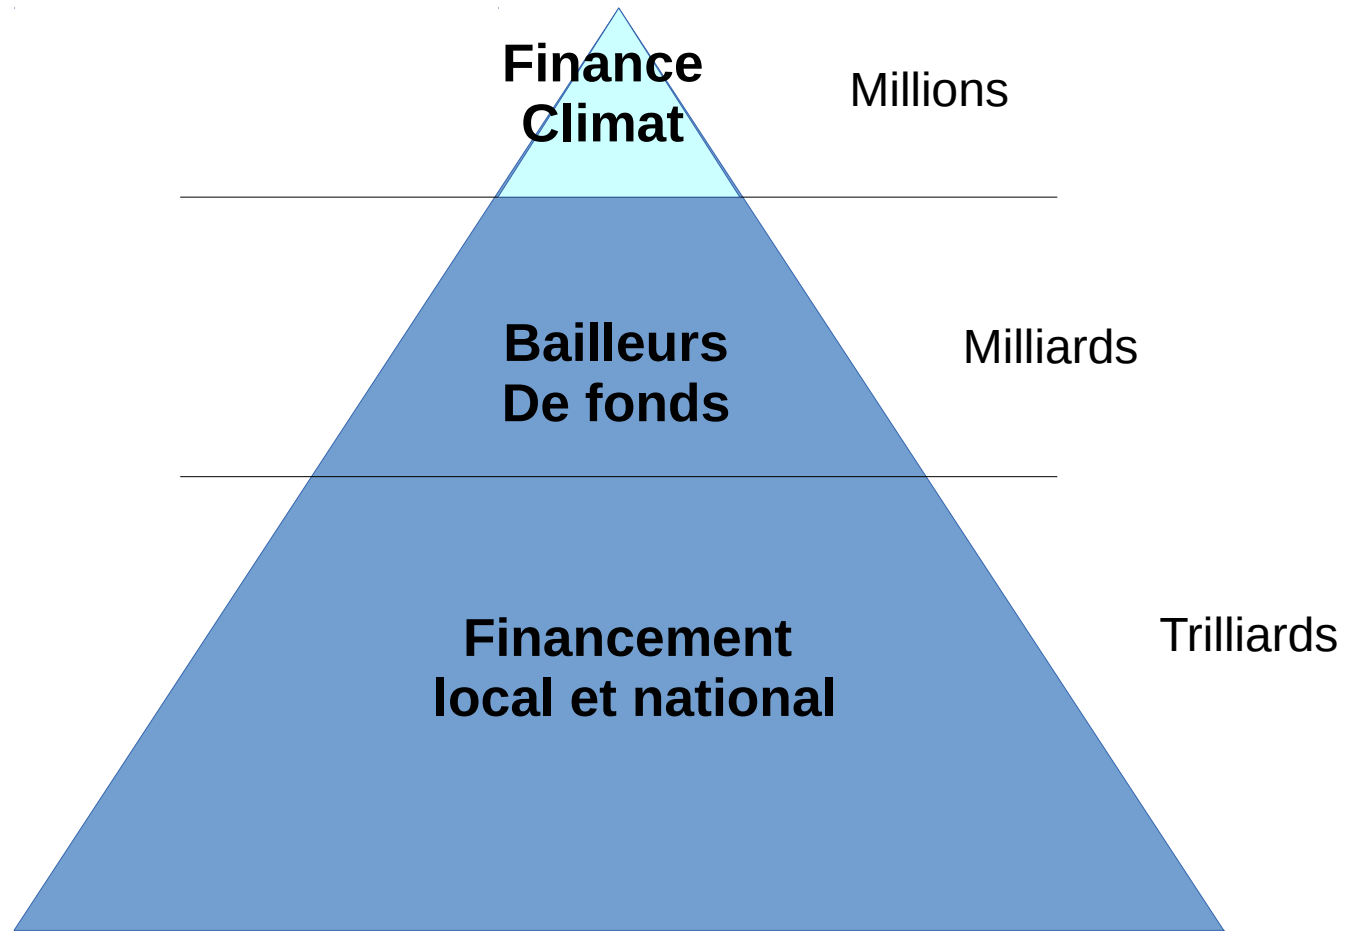 Finance
Climat
Millions
Bailleurs
De fonds
Milliards
Financement
local et national
Trilliards